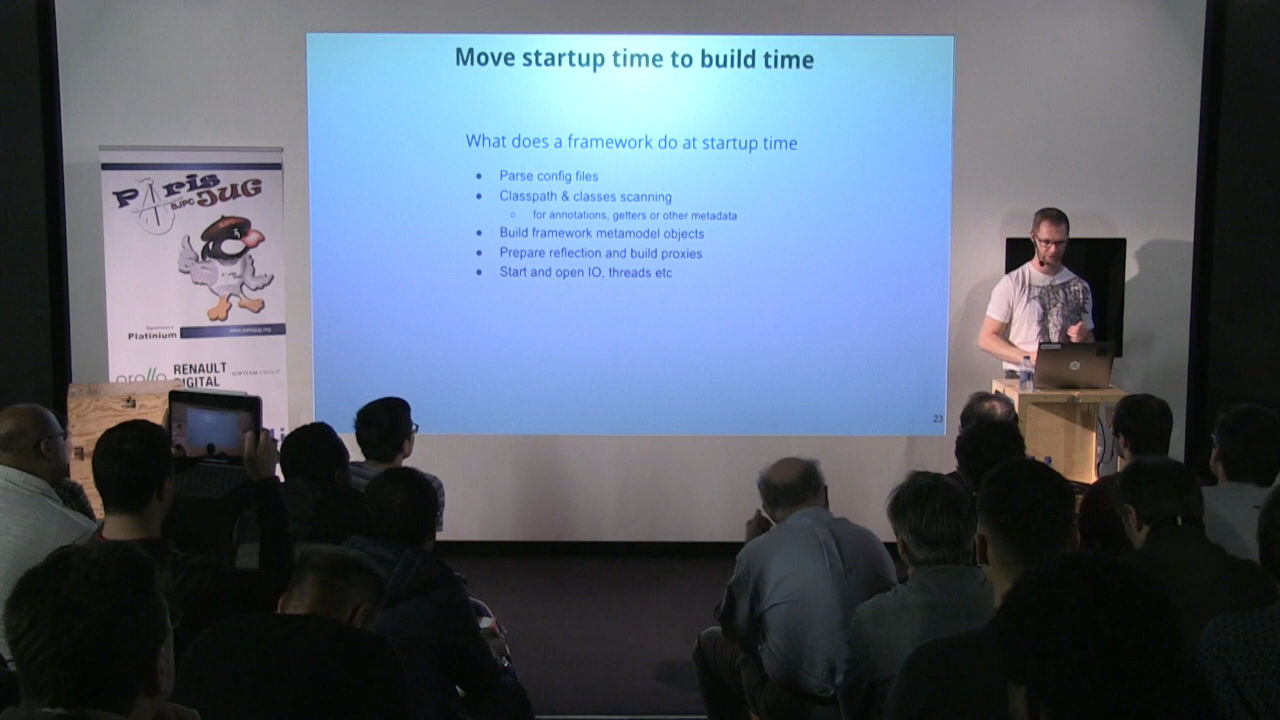 Move startup time to build time
What does a framework do at startup time
Parse config files
Classpath & classes scanning
for annotations, getters or other metadata
Build framework metamodel objects
Prepare reflection and build proxies
Start and open IO, threads etc
23
Paris
BJPC JUG
Platinium
RENAULT
DIGITAL